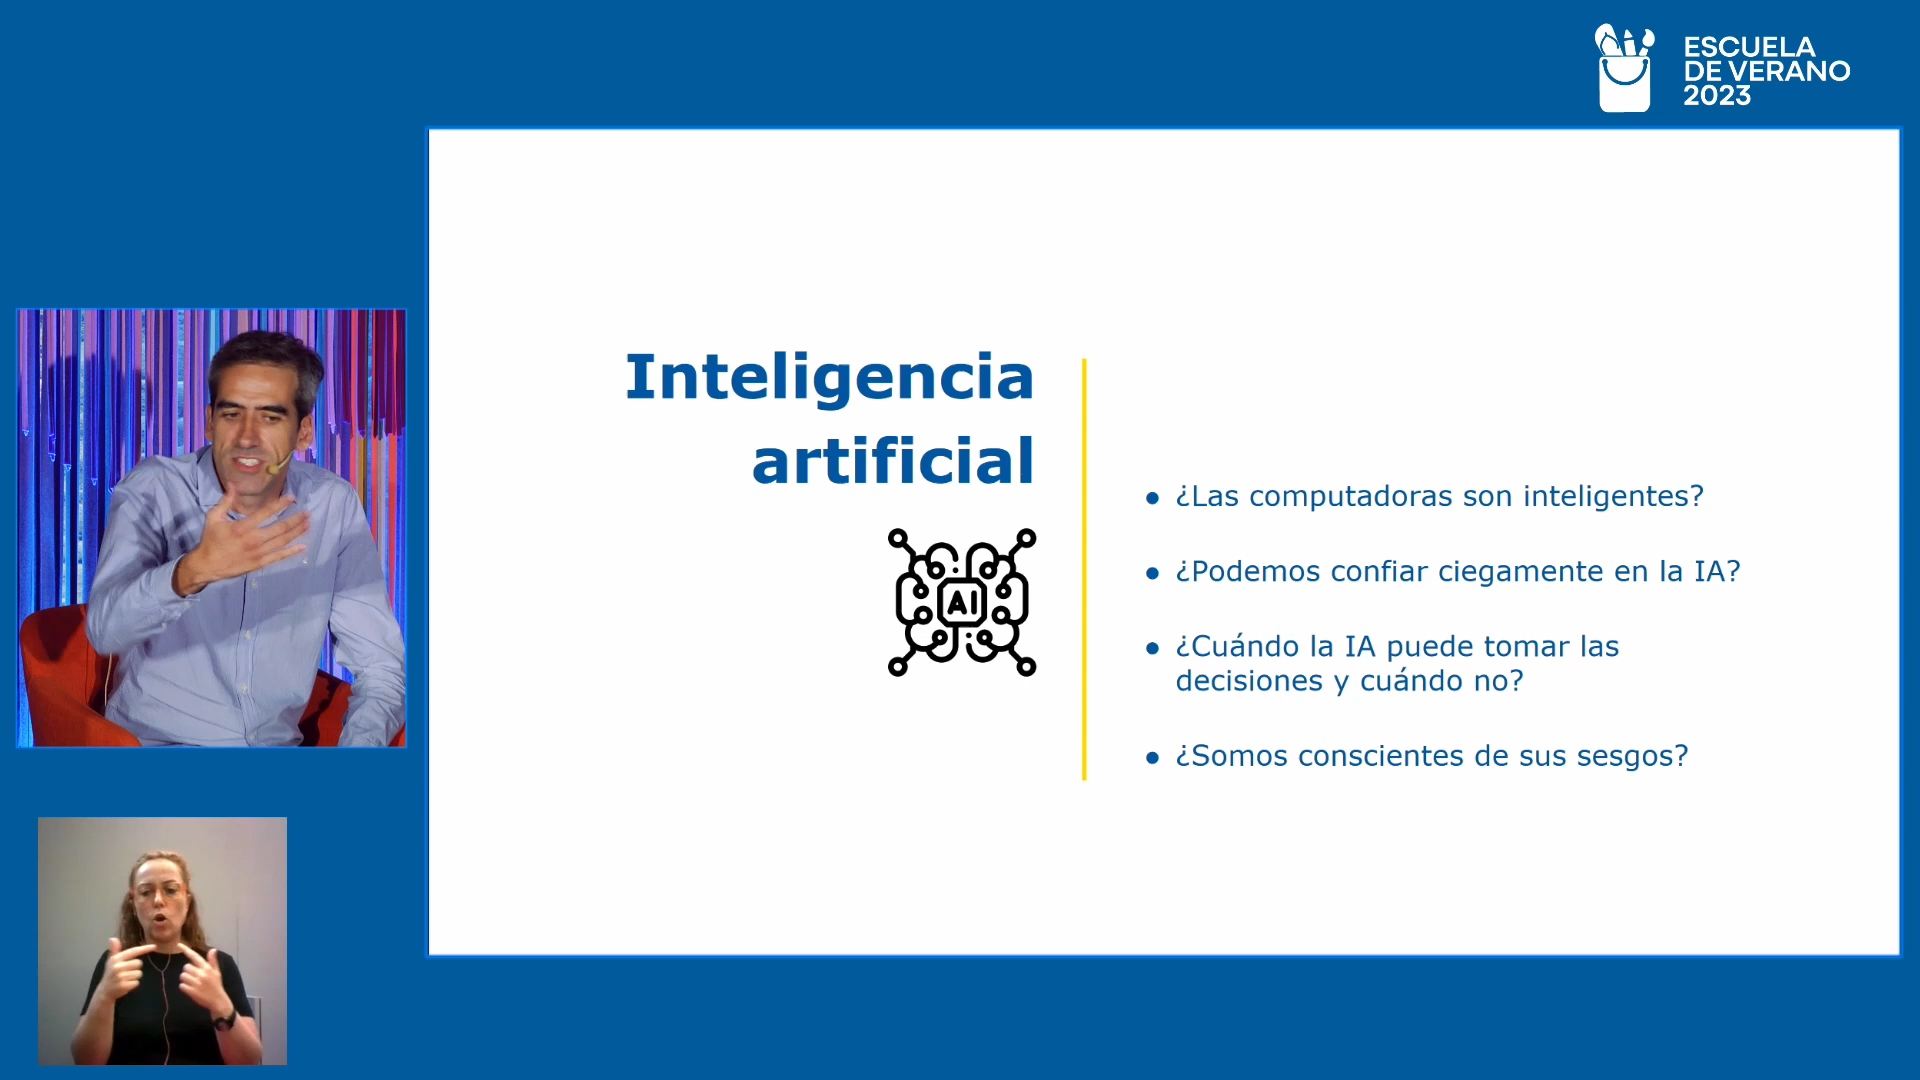 ESCUELA
DE VERANO
2023
Inteligencia
artificial
AI
● ¿Las computadoras son inteligentes?
● ¿Podemos confiar ciegamente en la IA?
● ¿Cuándo la IA puede tomar las
decisiones y cuándo no?
● ¿Somos conscientes de sus sesgos?